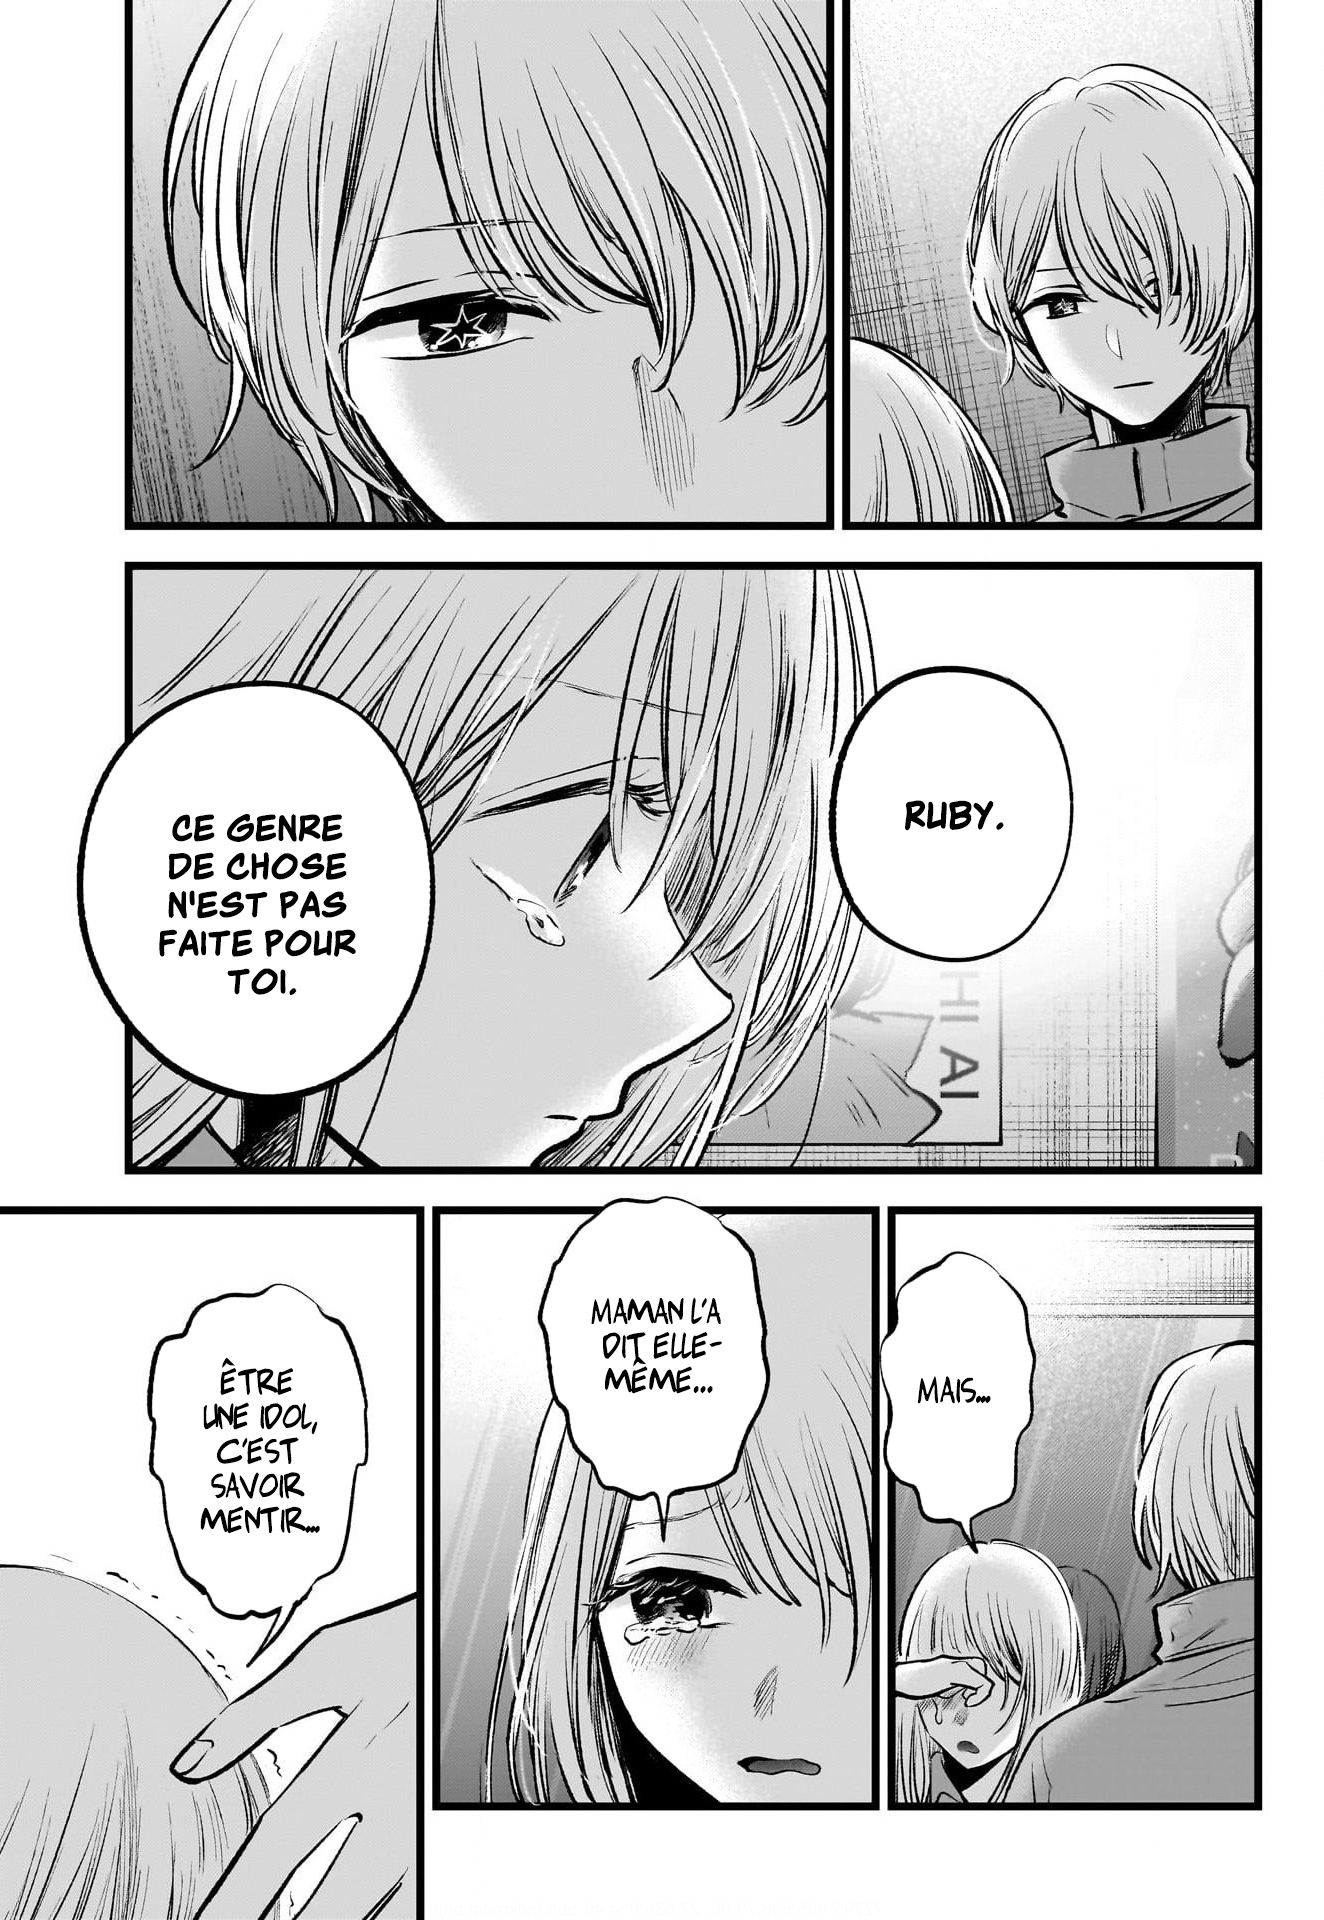 RUBY.
CE GENRE
DE CHOSE
N'EST PAS
FAITE POUR
TOI.
HI AI
MAIS...
MAMAN L'A
DIT ELLE-
MÊME...
ÊTRE
UNE IDOL,
C'EST
SAVOIR
MENTIR...